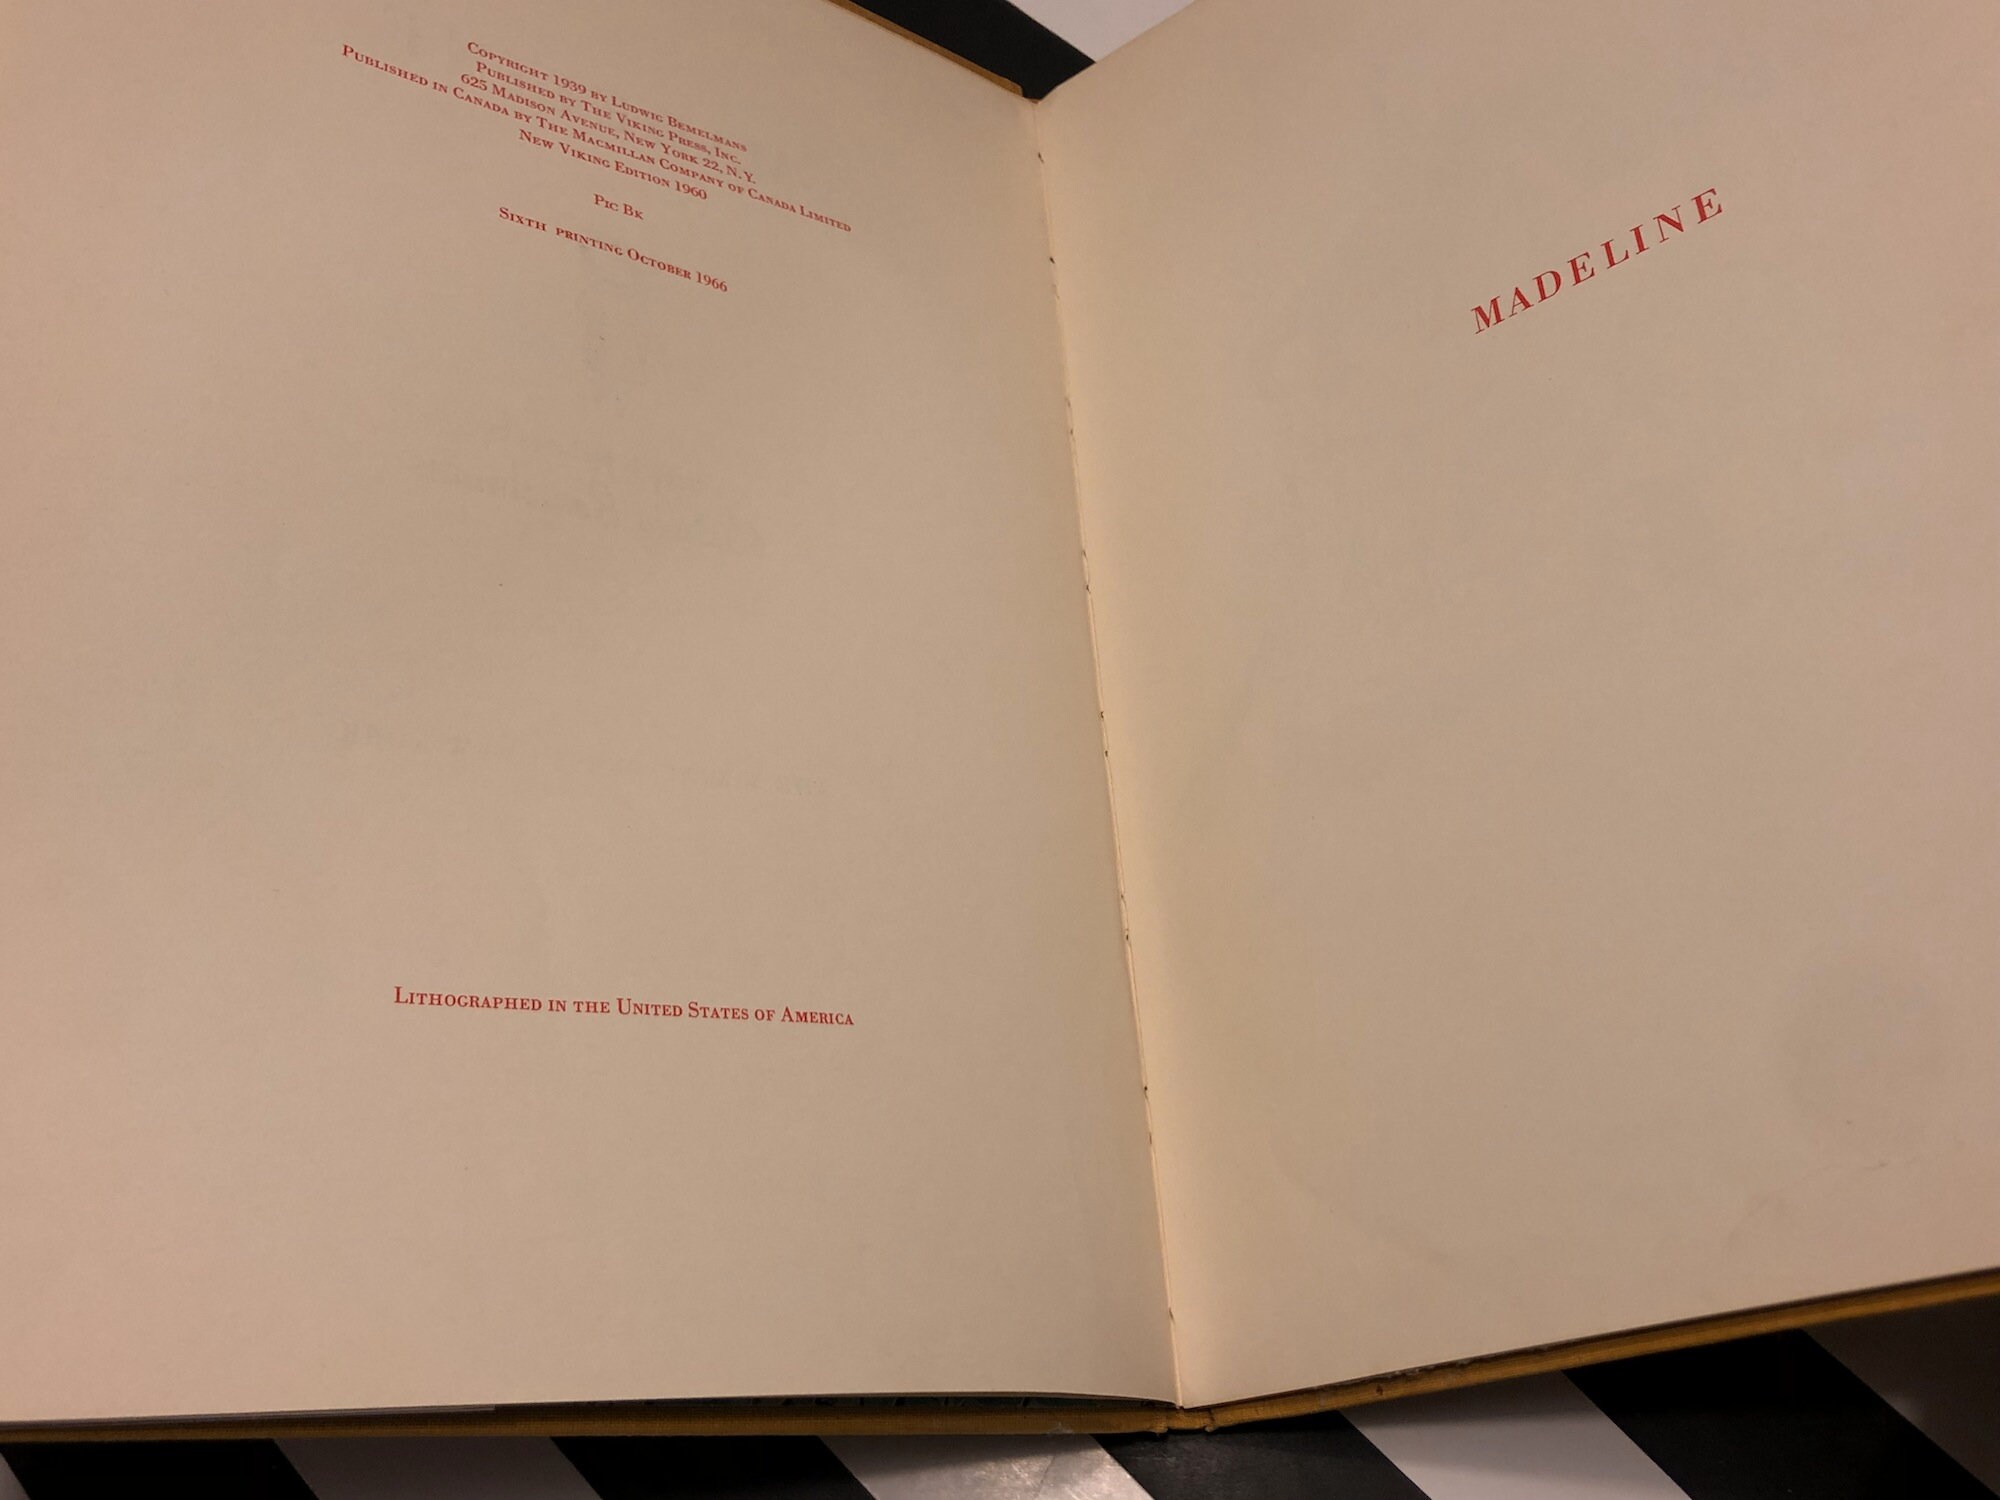 Copyright 1939 by Ludwig Bemelmans
Published by The Viking Press, Inc.
625 Madison Avenue, New York 22, N.Y.
Published in Canada by The Macmillan Company of Canada Limited
New Viking Edition 1960
Pic Bk
Sixth printing October 1966
Lithographed in the United States of America
MADELINE